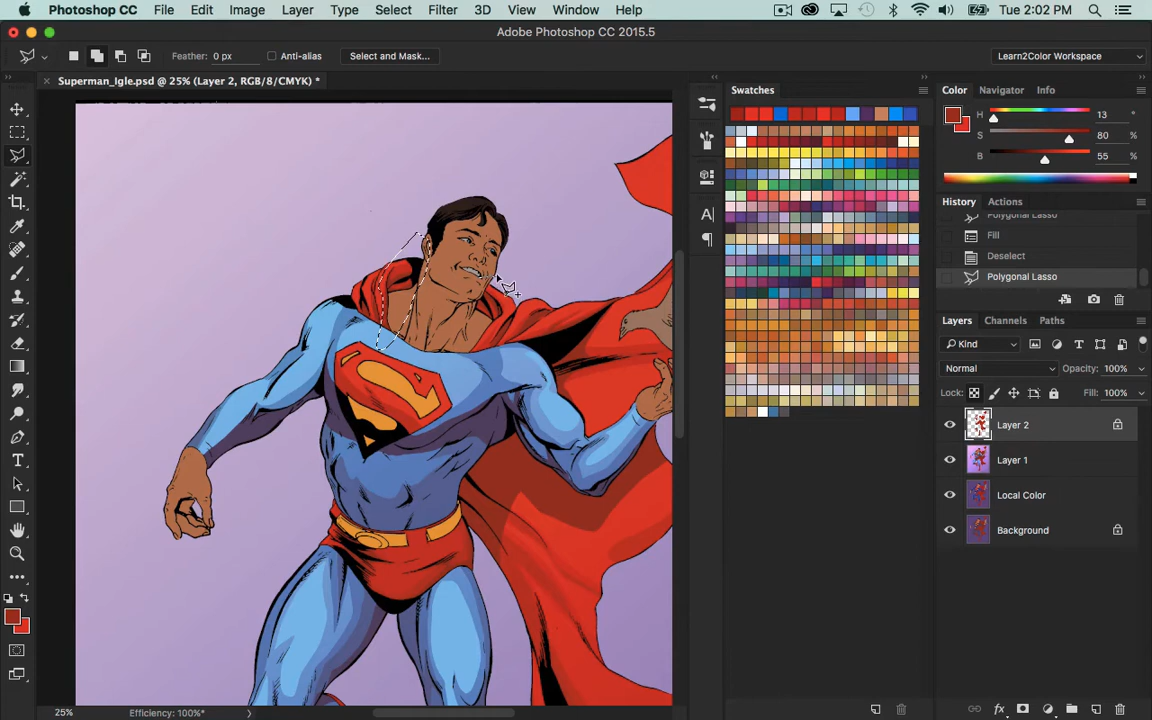 Photoshop CC File Edit Image Layer Type Select Filter 3D View Window Help Tue 2:02 PM
Adobe Photoshop CC 2015.5
Feather: 0 px Anti-alias Select and Mask... Learn2Color Workspace
Superman_Igle.psd @ 25% (Layer 2, RGB/8/CMYK) *
Swatches
Color Navigator Info
H 13 °
S 80 %
B 55 %
History Actions
Polygonal Lasso
Fill
Deselect
Polygonal Lasso
Layers Channels Paths
Kind
Normal Opacity: 100%
Lock: Fill: 100%
Layer 2
Layer 1
Local Color
Background
25% Efficiency: 100%*